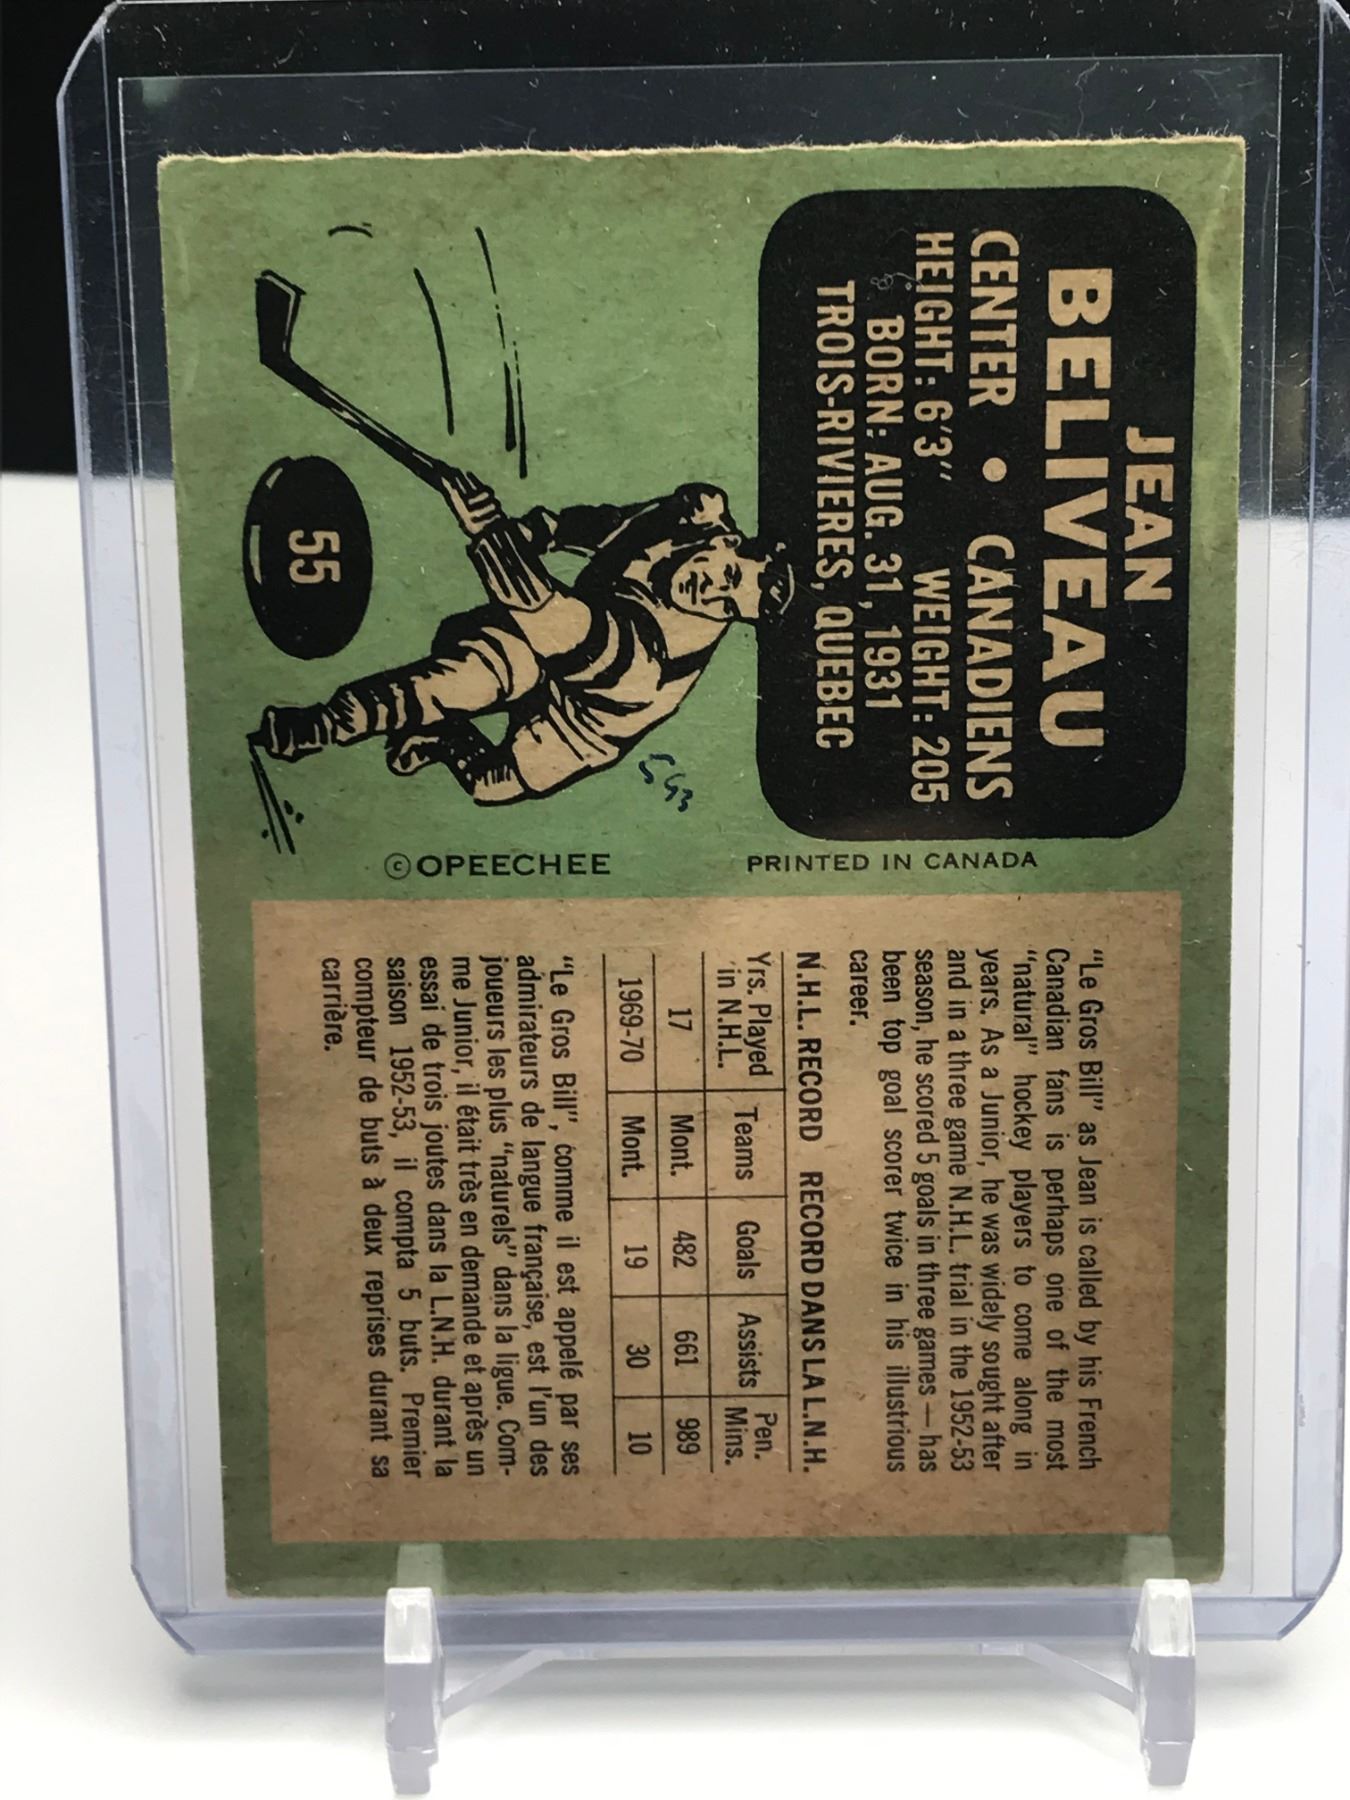 JEAN
BELIVEAU
CENTER • CANADIENS
HEIGHT: 6'3" WEIGHT: 205
BORN: AUG. 31, 1931
TROIS-RIVIERES, QUEBEC
55
© OPEECHEE
PRINTED IN CANADA
"Le Gros Bill" as Jean is called by his French
Canadian fans is perhaps one of the most
"natural" hockey players to come along in
years. As a Junior, he was widely sought after
and in a three game N.H.L. trial in the 1952-53
season, he scored 5 goals in three games — has
been top goal scorer twice in his illustrious
career.
N.H.L. RECORD RECORD DANS LA L.N.H.
Yrs. Played in N.H.L. Teams Goals Assists Pen. Mins.
17 Mont. 482 661 989
1969-70 Mont. 19 30 10
"Le Gros Bill", comme il est appelé par ses
admirateurs de langue française, est l'un des
joueurs les plus "naturels" dans la ligue. Com-
me Junior, il était très en demande et après un
essai de trois joutes dans la L.N.H. durant la
saison 1952-53, il compta 5 buts. Premier
compteur de buts à deux reprises durant sa
carrière.